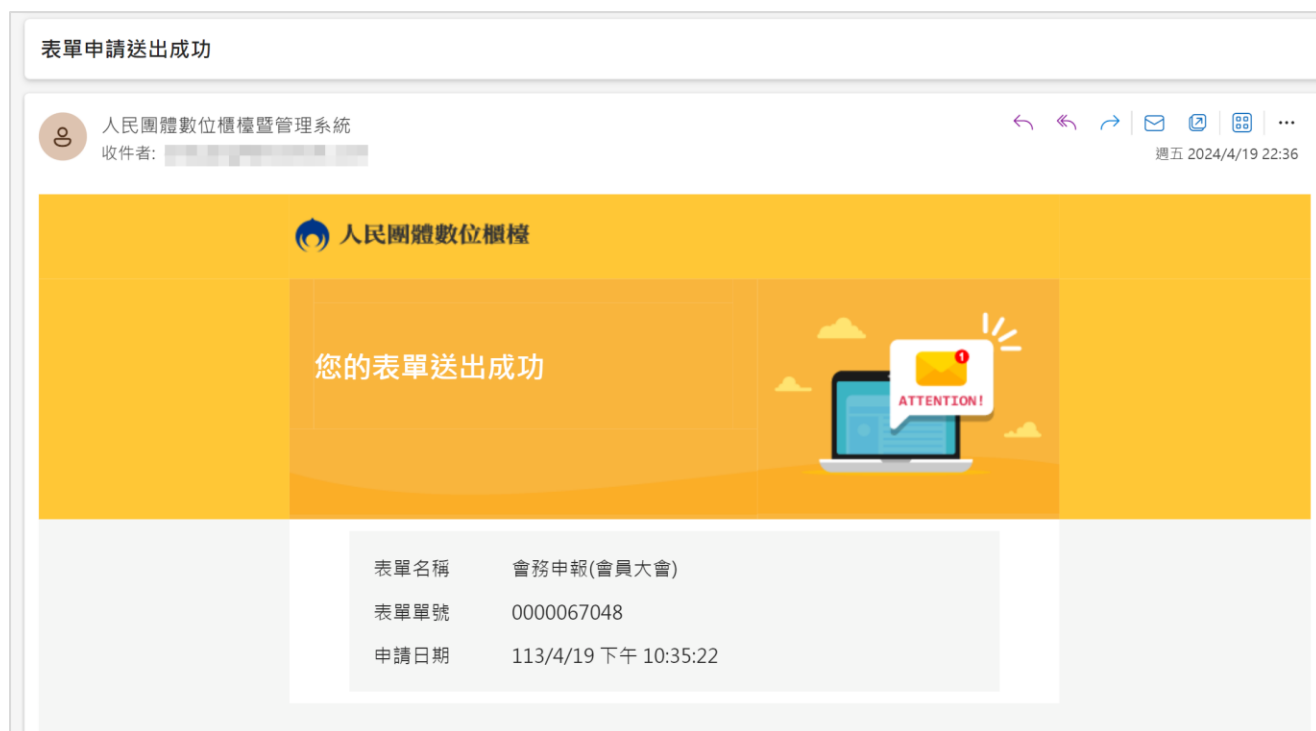 表單申請送出成功
人民團體數位櫃檯暨管理系統
收件者:
週五 2024/4/19 22:36
人民團體數位櫃檯
您的表單送出成功
1
ATTENTION!
表單名稱 會務申報(會員大會)
表單單號 0000067048
申請日期 113/4/19 下午 10:35:22